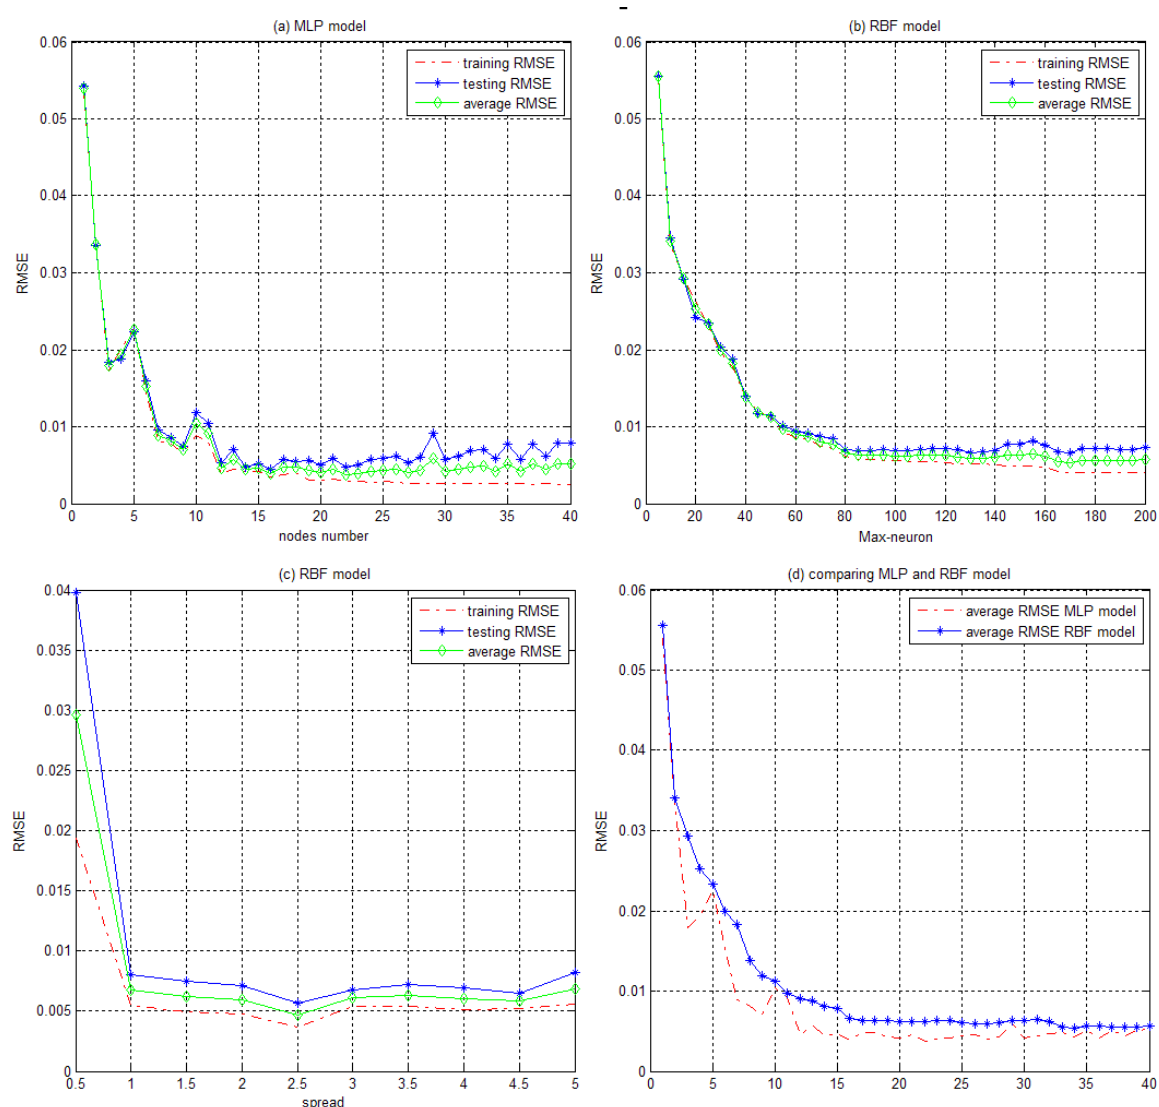 (a) MLP model
0.06
0.05
0.04
0.03
0.02
0.01
0
RMSE
training RMSE
testing RMSE
average RMSE
0 5 10 15 20 25 30 35 40
nodes number
(b) RBF model
0.06
0.05
0.04
0.03
0.02
0.01
0
RMSE
training RMSE
testing RMSE
average RMSE
0 20 40 60 80 100 120 140 160 180 200
Max-neuron
(c) RBF model
0.04
0.035
0.03
0.025
0.02
0.015
0.01
0.005
0
RMSE
training RMSE
testing RMSE
average RMSE
0.5 1 1.5 2 2.5 3 3.5 4 4.5 5
spread
(d) comparing MLP and RBF model
0.06
0.05
0.04
0.03
0.02
0.01
0
RMSE
average RMSE MLP model
average RMSE RBF model
0 5 10 15 20 25 30 35 40